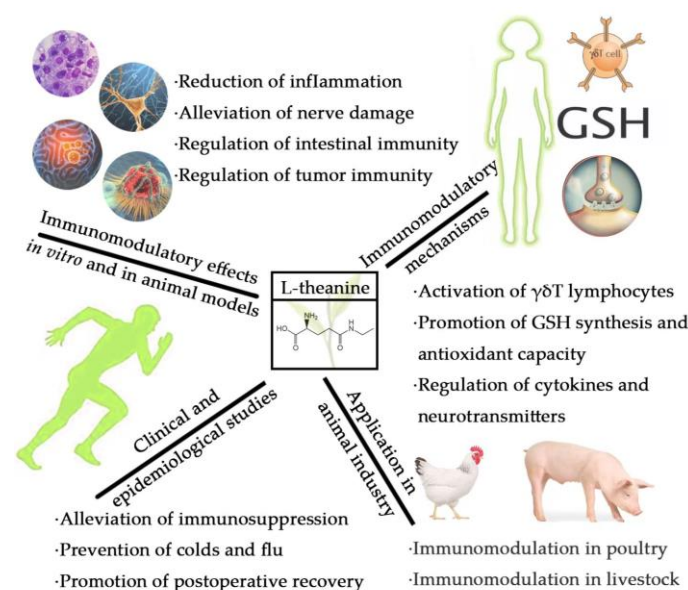 ·Reduction of inflammation
·Alleviation of nerve damage
·Regulation of intestinal immunity
·Regulation of tumor immunity
γδT cell
GSH
Immunomodulatory
mechanisms
Immunomodulatory effects
in vitro and in animal models
L-theanine
NH₂
HO
O
O
H
N
·Activation of γδT lymphocytes
·Promotion of GSH synthesis and
antioxidant capacity
·Regulation of cytokines and
neurotransmitters
Clinical and
epidemiological studies
Application in
animal industry
·Alleviation of immunosuppression
·Prevention of colds and flu
·Promotion of postoperative recovery
·Immunomodulation in poultry
·Immunomodulation in livestock